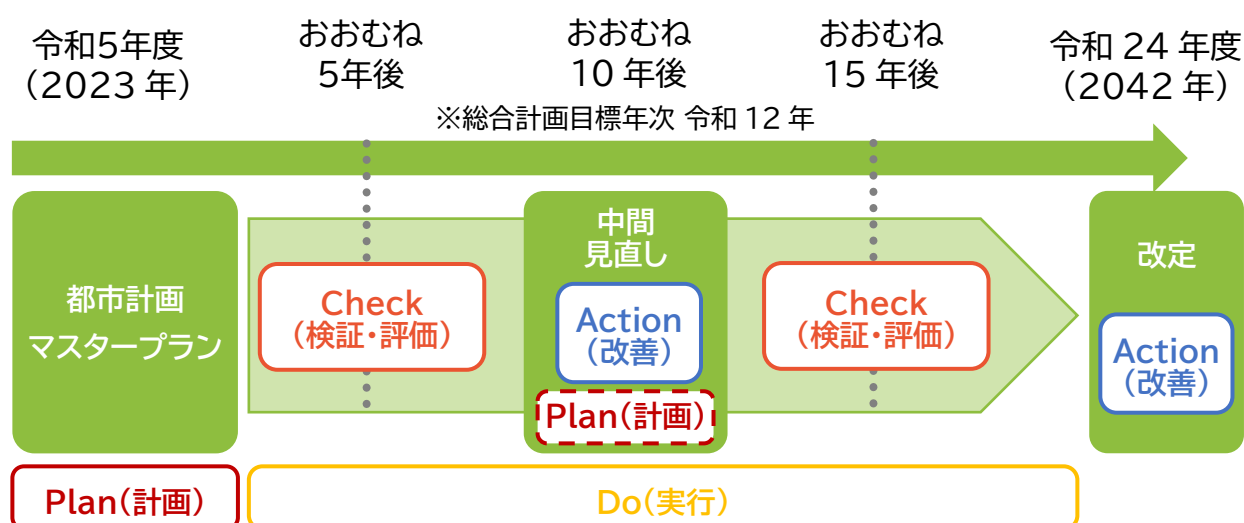 令和5年度
（2023 年）
おおむね
5年後
おおむね
10 年後
おおむね
15 年後
令和 24 年度
（2042 年）
※総合計画目標年次 令和 12 年
都市計画
マスタープラン
Check
（検証・評価）
中間
見直し
Action
（改善）
Plan（計画）
Check
（検証・評価）
改定
Action
（改善）
Plan（計画）
Do（実行）